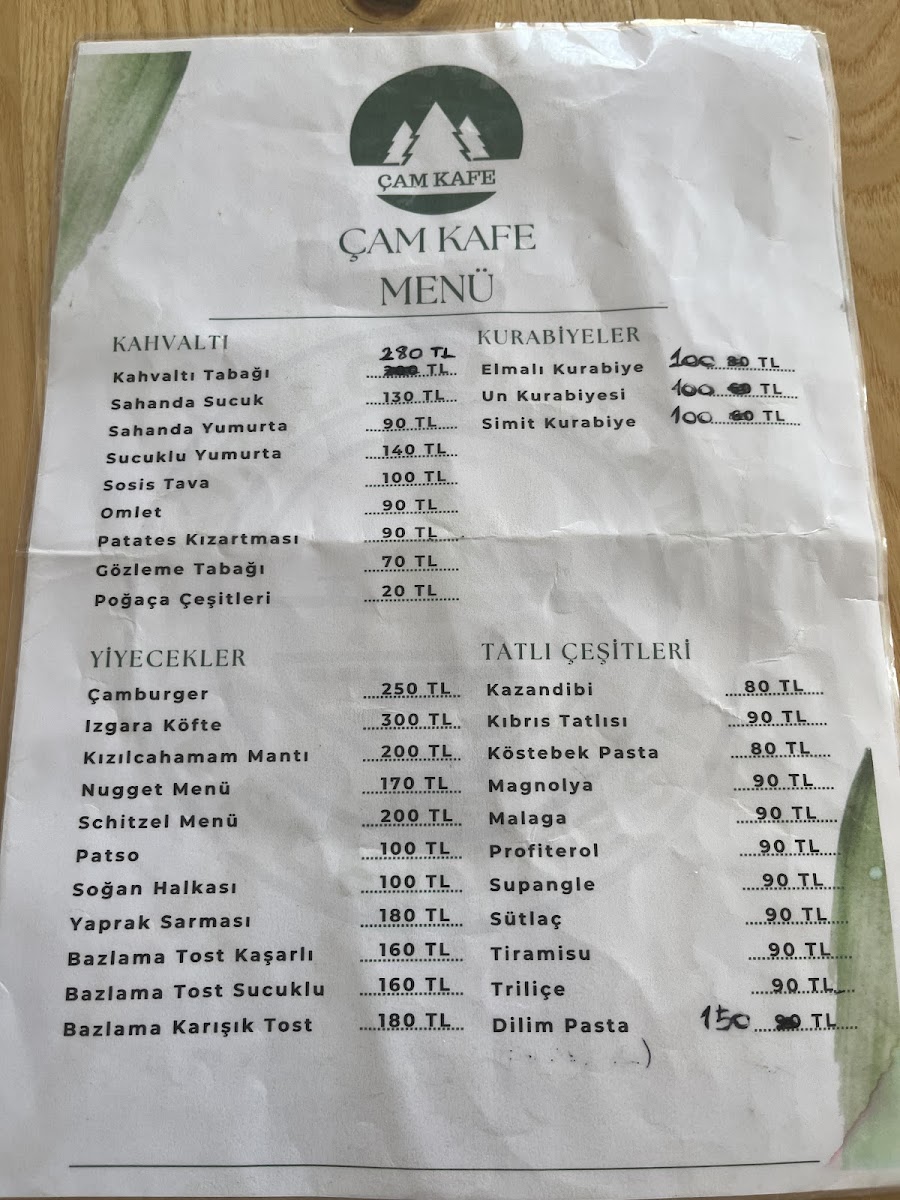 ÇAM KAFE
ÇAM KAFE
MENÜ
KAHVALTI
Kahvaltı Tabağı 280 TL TL
Sahanda Sucuk 130 TL
Sahanda Yumurta 90 TL
Sucuklu Yumurta 140 TL
Sosis Tava 100 TL
Omlet 90 TL
Patates Kızartması 90 TL
Gözleme Tabağı 70 TL
Poğaça Çeşitleri 20 TL
KURABİYELER
Elmalı Kurabiye 100 80 TL
Un Kurabiyesi 100 TL
Simit Kurabiye 100 80 TL
YİYECEKLER
Çamburger 250 TL
Izgara Köfte 300 TL
Kızılcahamam Mantı 200 TL
Nugget Menü 170 TL
Schitzel Menü 200 TL
Patso 100 TL
Soğan Halkası 100 TL
Yaprak Sarması 180 TL
Bazlama Tost Kaşarlı 160 TL
Bazlama Tost Sucuklu 160 TL
Bazlama Karışık Tost 180 TL
TATLI ÇEŞİTLERİ
Kazandibi 80 TL
Kıbrıs Tatlısı 90 TL
Köstebek Pasta 80 TL
Magnolya 90 TL
Malaga 90 TL
Profiterol 90 TL
Supangle 90 TL
Sütlaç 90 TL
Tiramisu 90 TL
Triliçe 90 TL
Dilim Pasta 150 90 TL